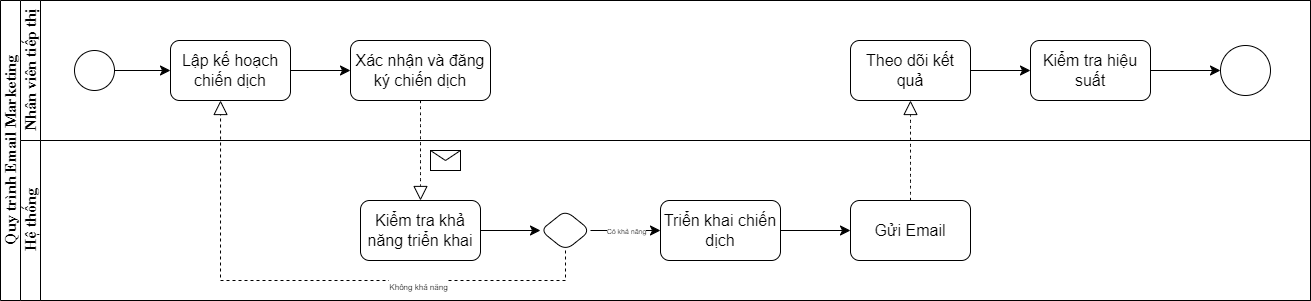 Quy trình Email Marketing
Nhân viên tiếp thị
Lập kế hoạch
chiến dịch
Xác nhận và đăng
ký chiến dịch
Theo dõi kết
quả
Kiểm tra hiệu
suất
Hệ thống
Kiểm tra khả
năng triển khai
Có khả năng
Triển khai chiến
dịch
Gửi Email
Không khả năng